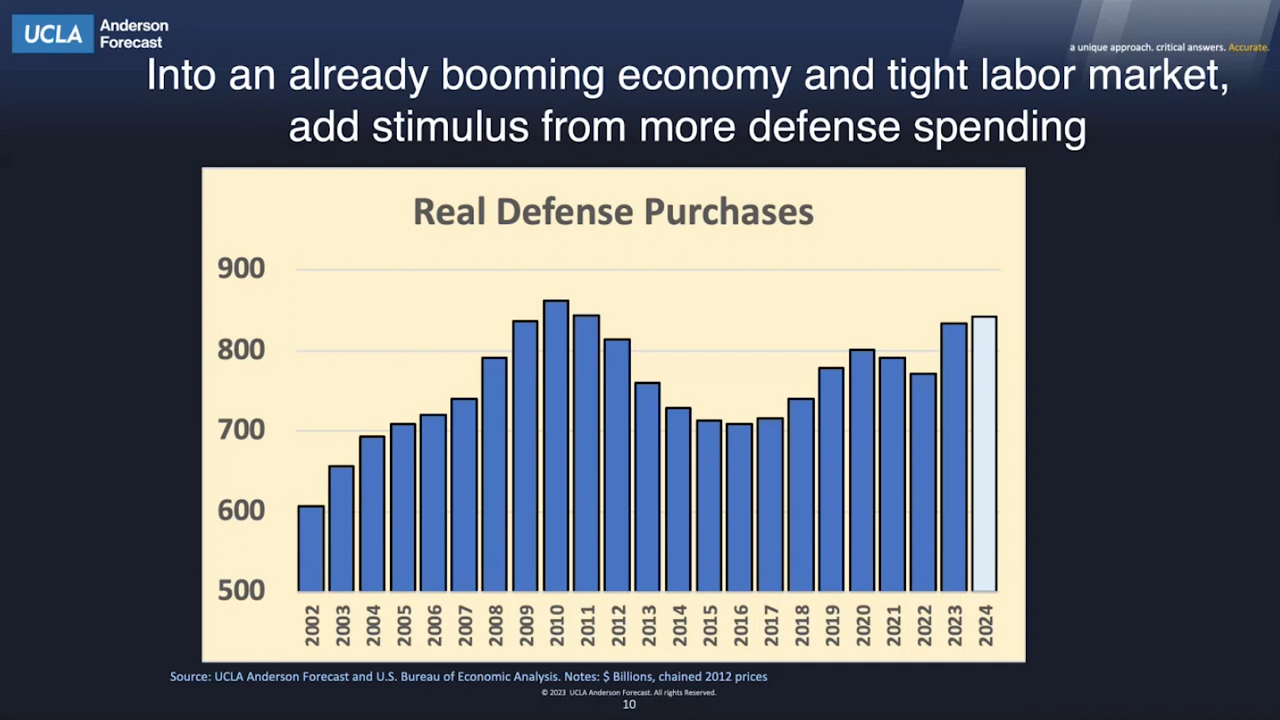 UCLA Anderson
Forecast
a unique approach. critical answers. Accurate.
Into an already booming economy and tight labor market,
add stimulus from more defense spending
Real Defense Purchases
900
800
700
600
500
2002 2003 2004 2005 2006 2007 2008 2009 2010 2011 2012 2013 2014 2015 2016 2017 2018 2019 2020 2021 2022 2023 2024
Source: UCLA Anderson Forecast and U.S. Bureau of Economic Analysis. Notes: $ Billions, chained 2012 prices
© 2023 UCLA Anderson Forecast. All rights Reserved.
10